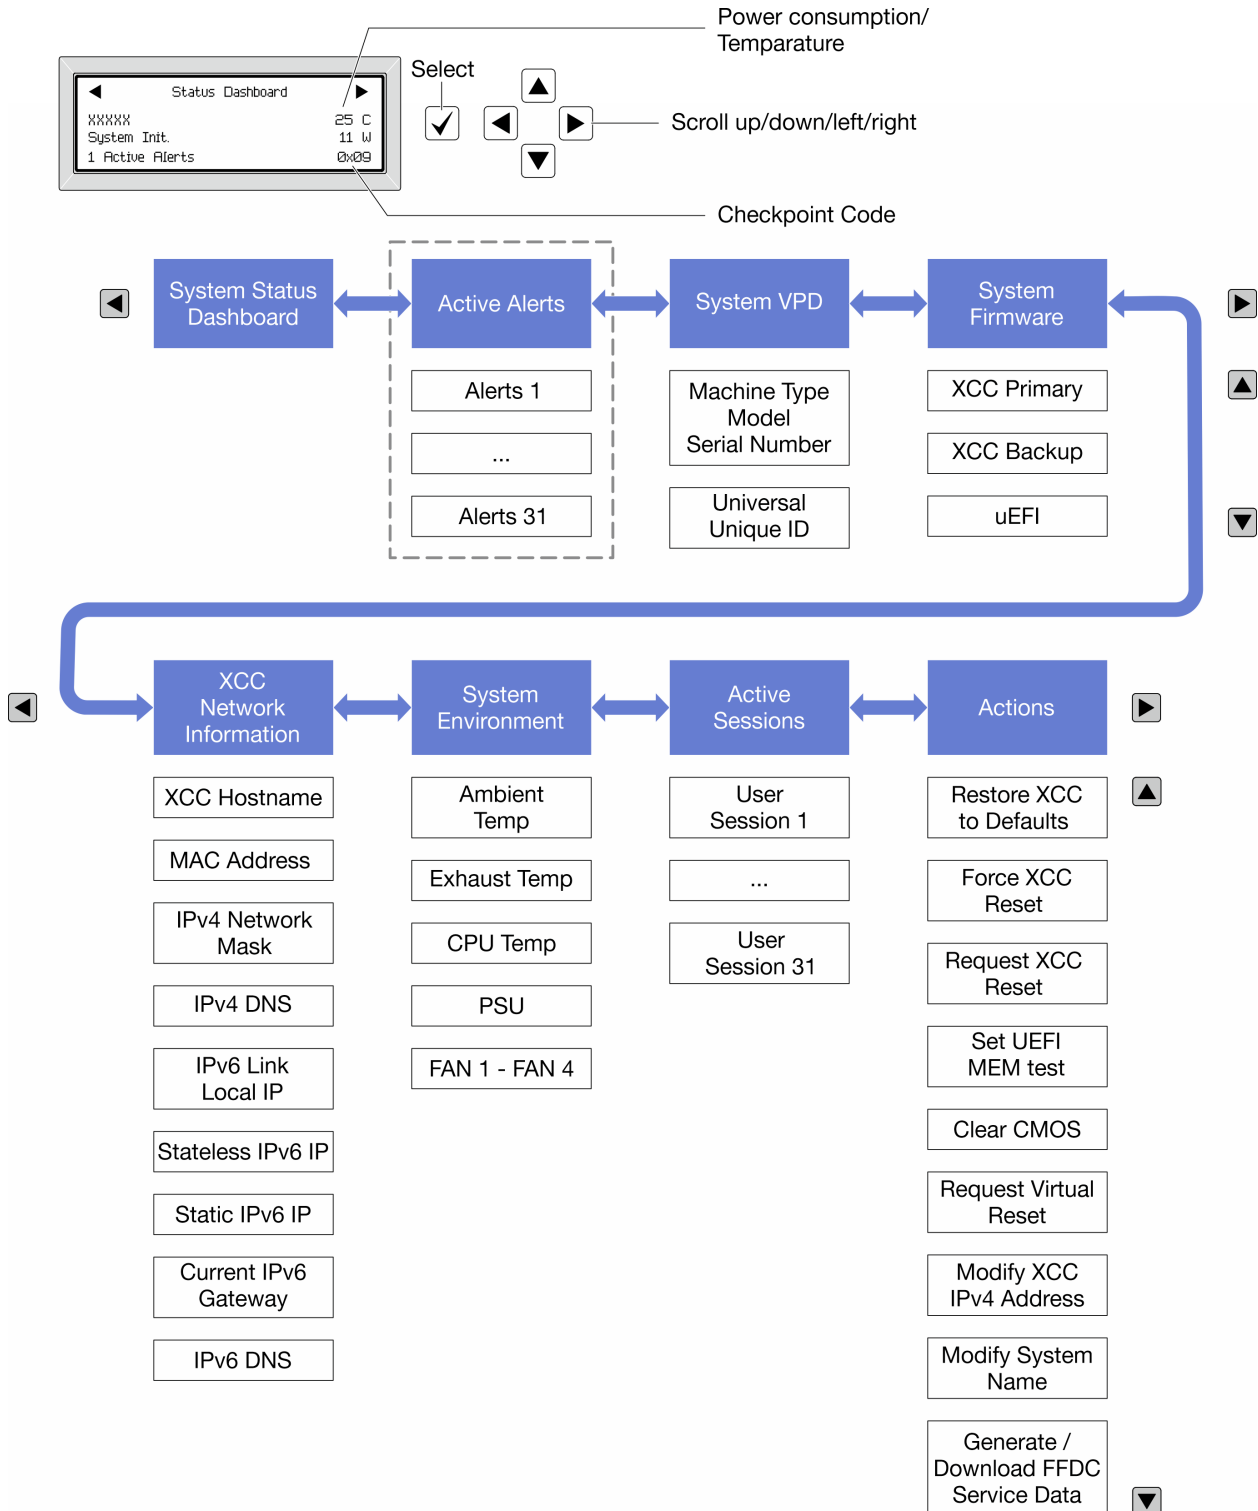 Power consumption/
Temparature
Select
Status Dashboard
XXXXX 25 C
System Init. 11 W
1 Active Alerts 0x09
Scroll up/down/left/right
Checkpoint Code
System Status
Dashboard
Active Alerts
System VPD
System
Firmware
Alerts 1
...
Alerts 31
Machine Type
Model
Serial Number
Universal
Unique ID
XCC Primary
XCC Backup
uEFI
XCC
Network
Information
System
Environment
Active
Sessions
Actions
XCC Hostname
MAC Address
IPv4 Network
Mask
IPv4 DNS
IPv6 Link
Local IP
Stateless IPv6 IP
Static IPv6 IP
Current IPv6
Gateway
IPv6 DNS
Ambient
Temp
Exhaust Temp
CPU Temp
PSU
FAN 1 - FAN 4
User
Session 1
...
User
Session 31
Restore XCC
to Defaults
Force XCC
Reset
Request XCC
Reset
Set UEFI
MEM test
Clear CMOS
Request Virtual
Reset
Modify XCC
IPv4 Address
Modify System
Name
Generate /
Download FFDC
Service Data